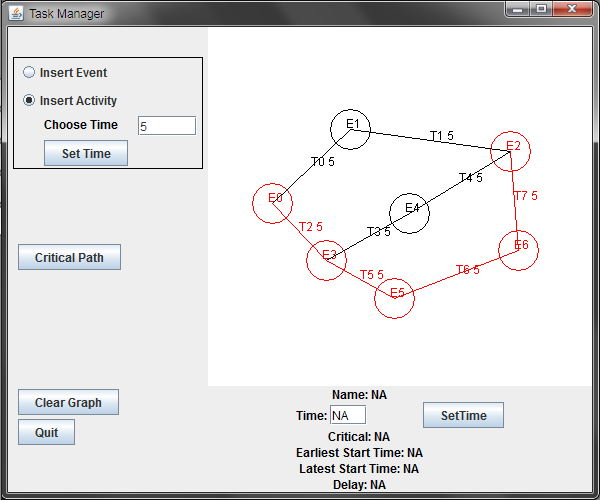 Task Manager
Insert Event
Insert Activity
Choose Time 5
Set Time
Critical Path
Clear Graph
Quit
E1
T1 5
E2
T0 5
T4 5
T7 5
E0
E4
T2 5
T3 5
E6
E3
T5 5
T6 5
E5
Name: NA
Time: NA SetTime
Critical: NA
Earliest Start Time: NA
Latest Start Time: NA
Delay: NA